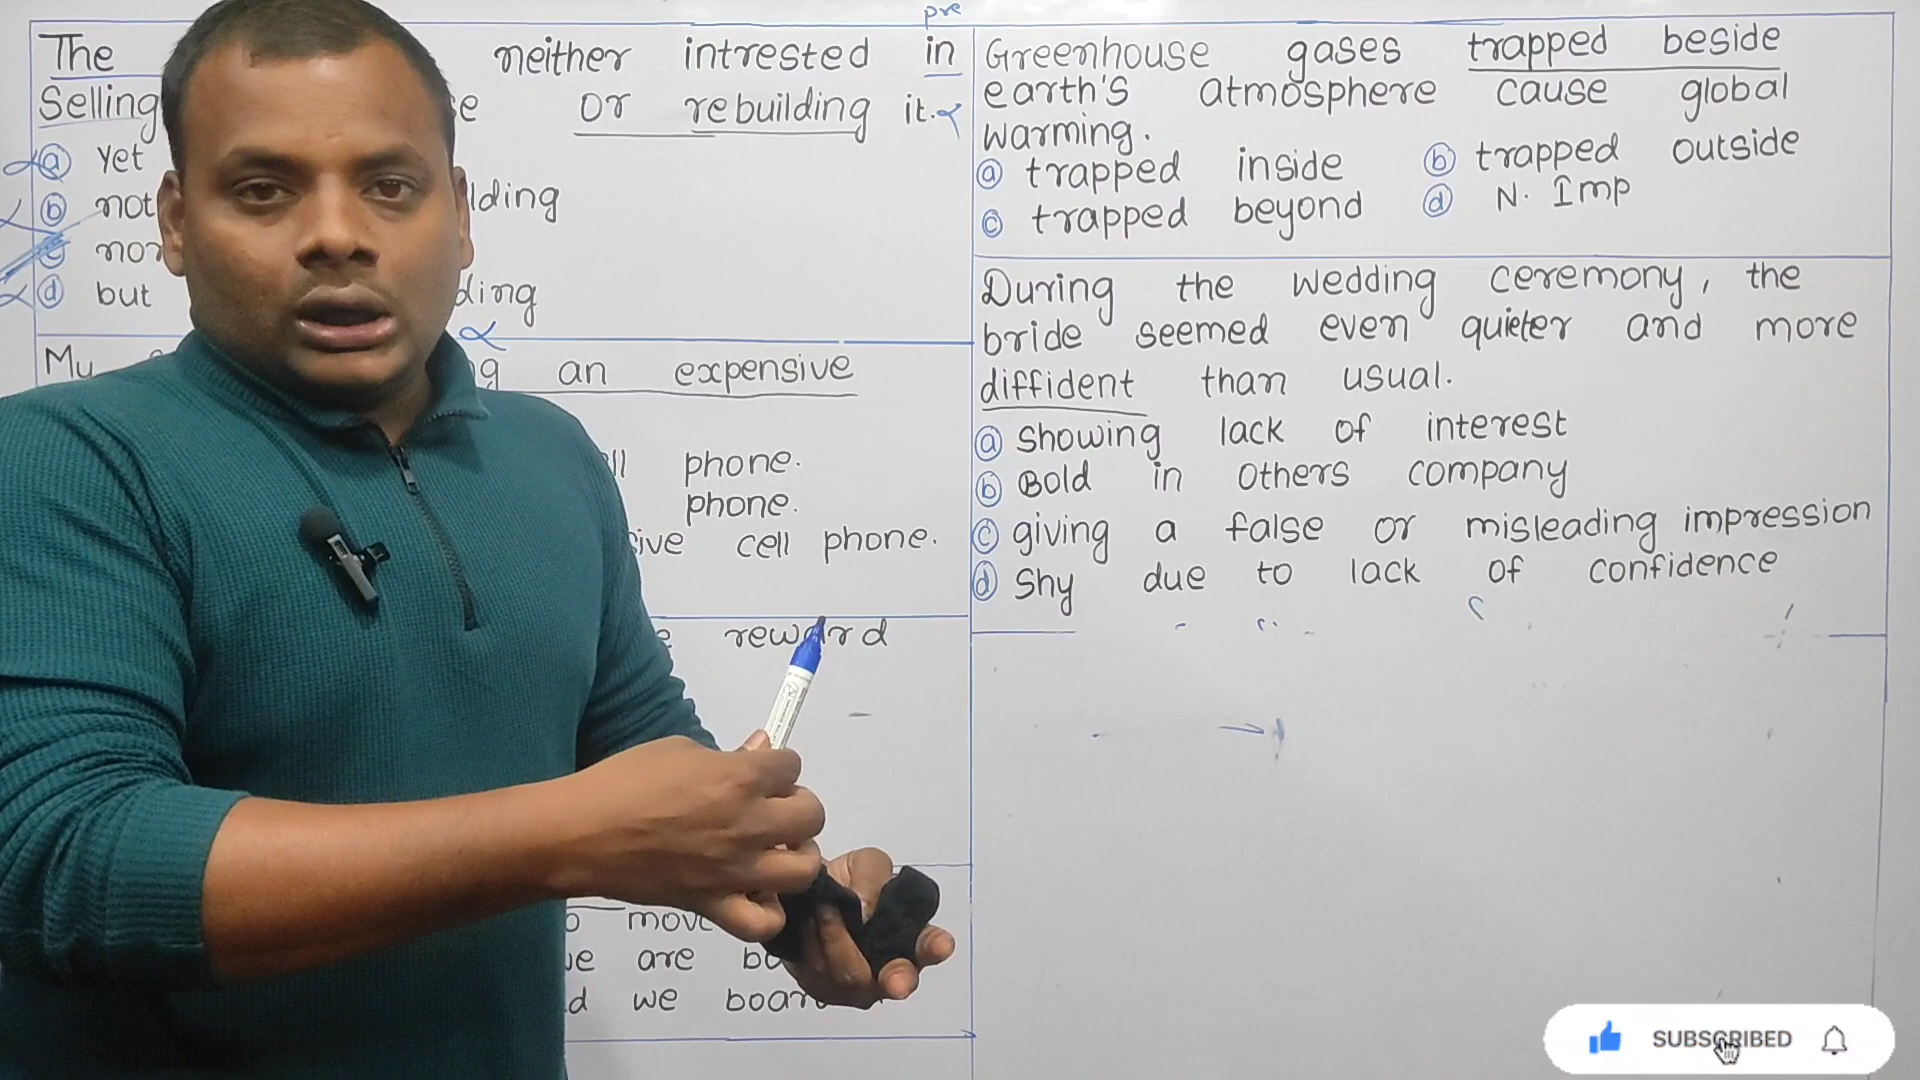 pre
The neither intrested in
Selling se or rebuilding it.
(a) Yet
(b) not lding
(c) nor
(d) but ding
My an expensive
ll phone.
phone.
sive cell phone.
reward
move
we are bo
d we board
Greenhouse gases trapped beside
earth's atmosphere cause global
warming.
(a) trapped inside (b) trapped outside
(c) trapped beyond (d) N. Imp
During the wedding ceremony, the
bride seemed even quieter and more
diffident than usual.
(a) Showing lack of interest
(b) Bold in others company
(c) giving a false or misleading impression
(d) Shy due to lack of confidence
SUBSCRIBED